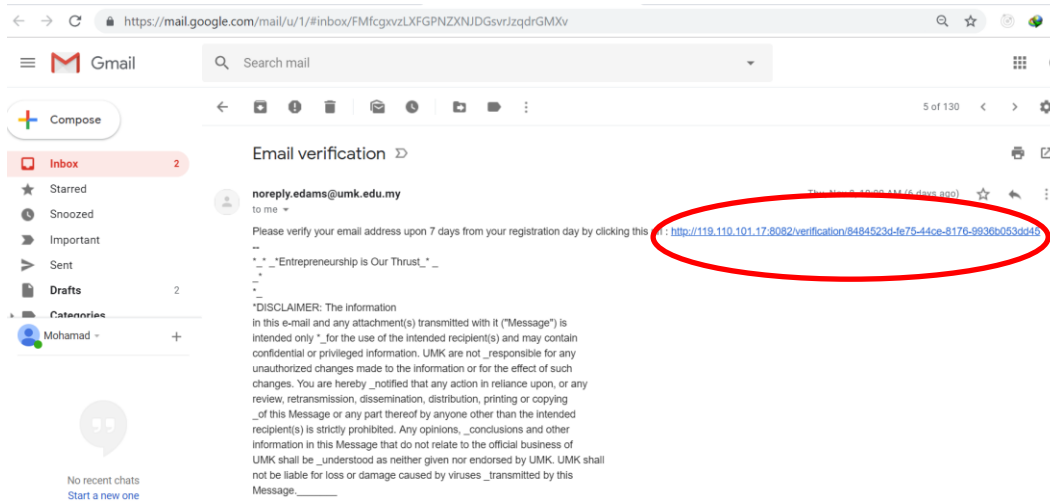 https://mail.google.com/mail/u/1/#inbox/FMfcgxvzLXFGPNZXNJDGsvrJzqdrGMXv
Gmail
Search mail
Compose
5 of 130
Email verification
Inbox 2
Starred
Snoozed
Important
Sent
Drafts 2
Categories
Mohamad
No recent chats
Start a new one
noreply.edams@umk.edu.my
(6 days ago)
to me
Please verify your email address upon 7 days from your registration day by clicking this : http://119.110.101.17:8082/verification/8484523d-fe75-44ce-8176-9936b053dd45
--
*_* _*Entrepreneurship is Our Thrust_* _
_*
*_
*DISCLAIMER: The information
in this e-mail and any attachment(s) transmitted with it ("Message") is
intended only *_for the use of the intended recipient(s) and may contain
confidential or privileged information. UMK are not _responsible for any
unauthorized changes made to the information or for the effect of such
changes. You are hereby _notified that any action in reliance upon, or any
review, retransmission, dissemination, distribution, printing or copying
_of this Message or any part thereof by anyone other than the intended
recipient(s) is strictly prohibited. Any opinions, _conclusions and other
information in this Message that do not relate to the official business of
UMK shall be _understood as neither given nor endorsed by UMK. UMK shall
not be liable for loss or damage caused by viruses _transmitted by this
Message._______